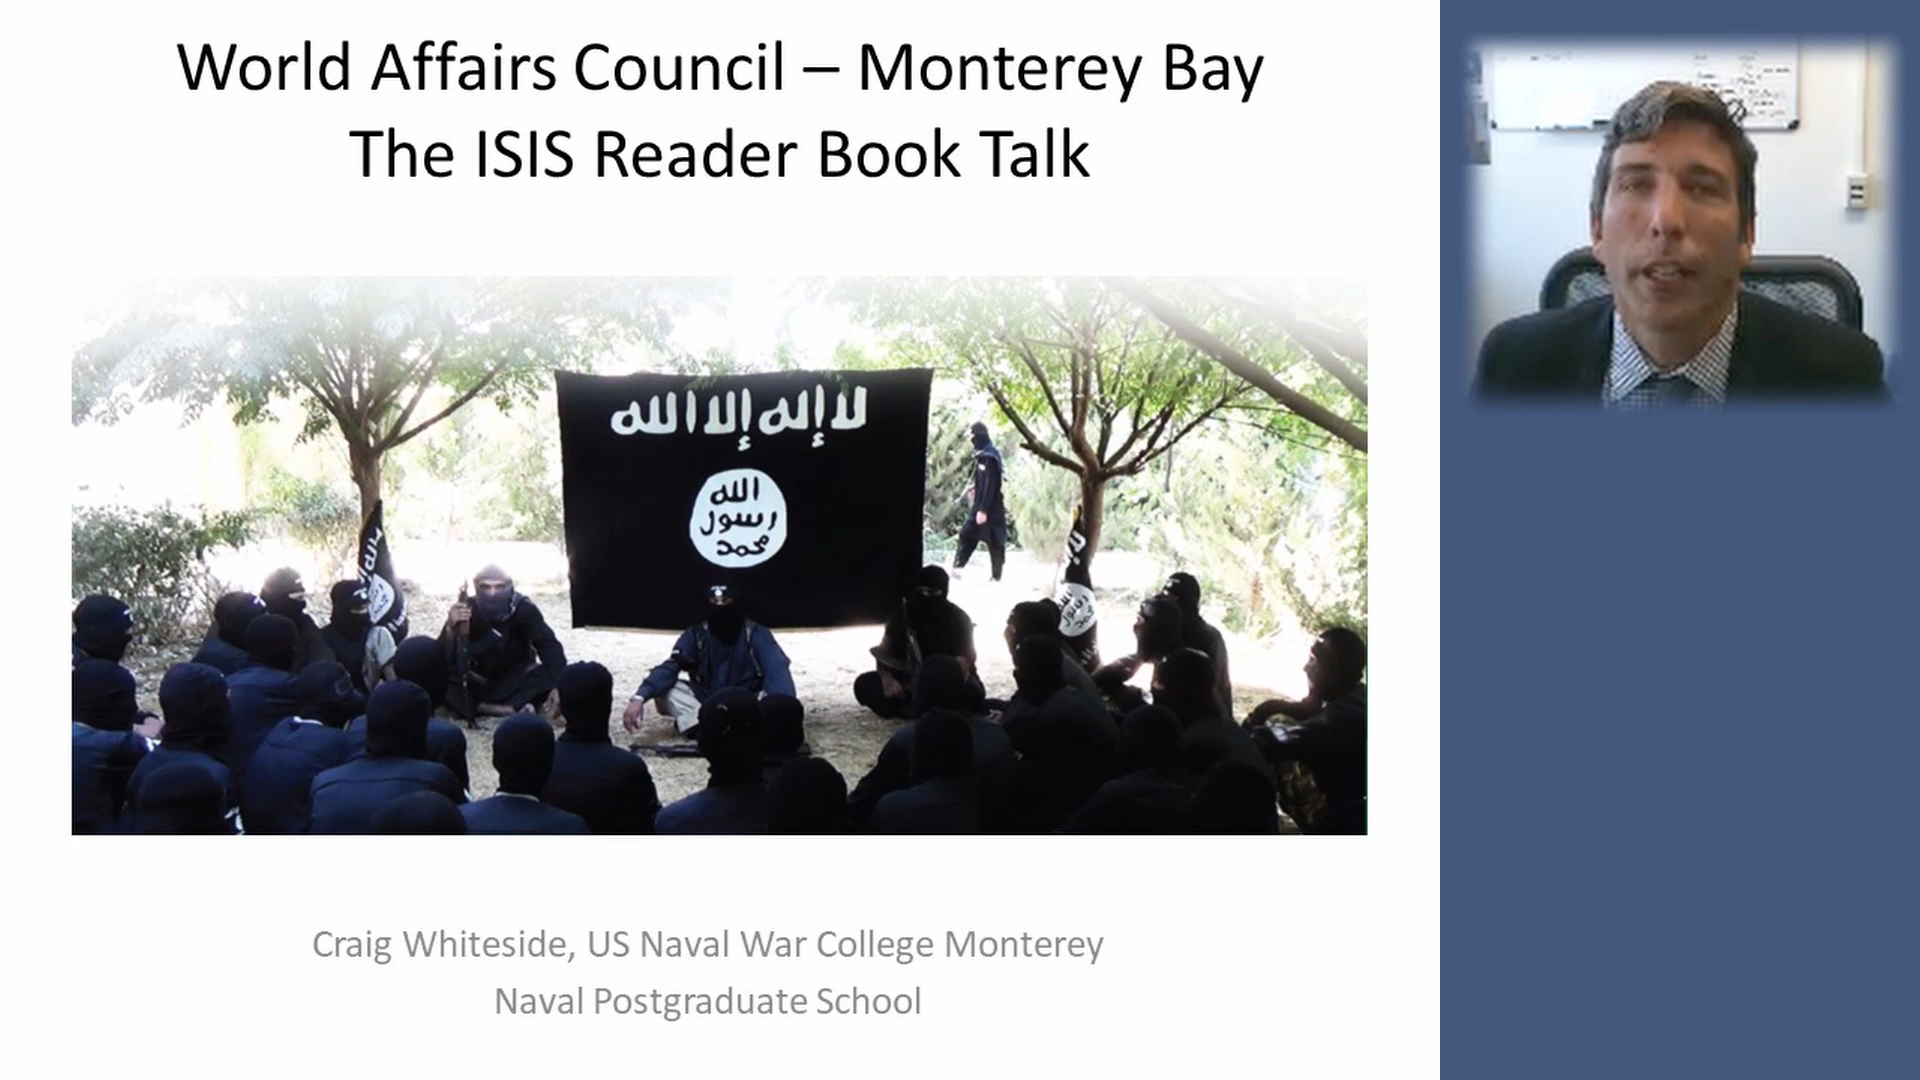 World Affairs Council – Monterey Bay
The ISIS Reader Book Talk
لا إله إلا الله
الله
رسول
محمد
Craig Whiteside, US Naval War College Monterey
Naval Postgraduate School